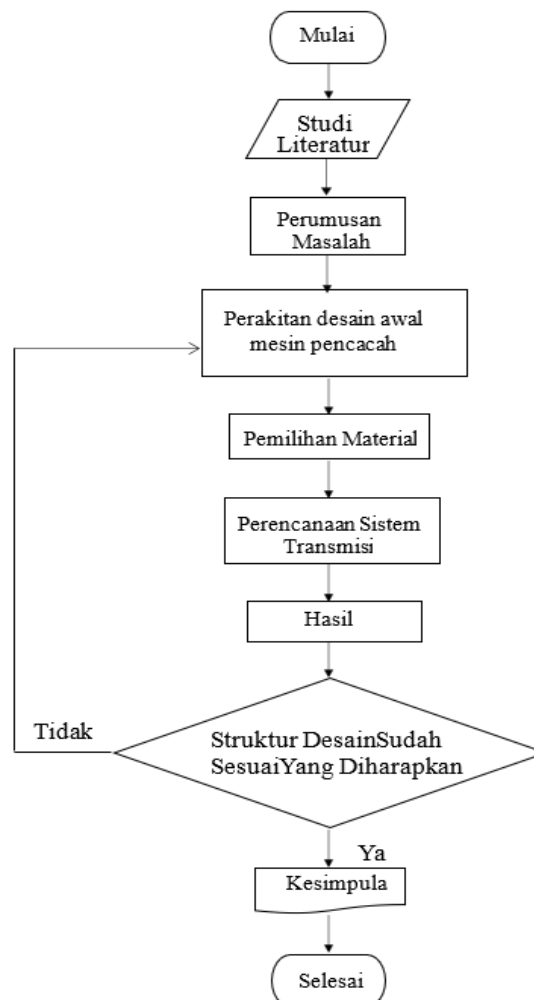 Mulai
Studi
Literatur
Perumusan
Masalah
Perakitan desain awal
mesin pencacah
Pemilihan Material
Perencanaan Sistem
Transmisi
Hasil
Tidak
Struktur DesainSudah
SesuaiYang Diharapkan
Ya
Kesimpula
Selesai